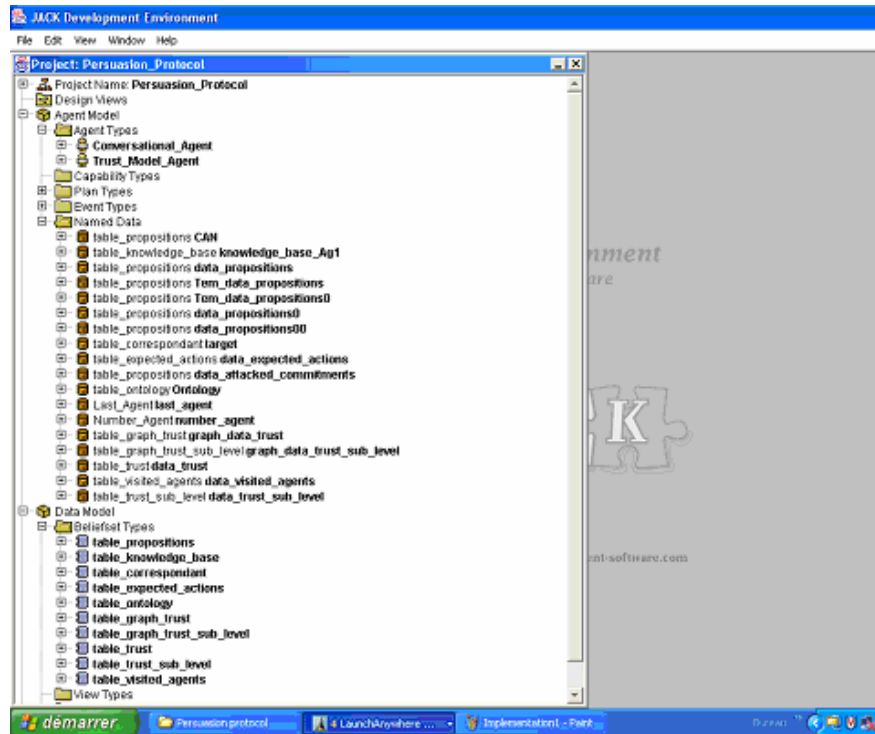 JACK Development Environment
File Edit View Window Help
Project: Persuasion_Protocol
Project Name: Persuasion_Protocol
Design Views
Agent Model
Agent Types
Conversational_Agent
Trust_Model_Agent
Capability Types
Plan Types
Event Types
Named Data
table_propositions CAN
table_knowledge_base knowledge_base_Ag1
table_propositions data_propositions
table_propositions Tem_data_propositions
table_propositions Tem_data_propositions0
table_propositions data_propositions0
table_propositions data_propositions00
table_correspondant target
table_expected_actions data_expected_actions
table_propositions data_attacked_commitments
table_ontology Ontology
Last_Agent last_agent
Number_Agent number_agent
table_graph_trust graph_data_trust
table_graph_trust_sub_level graph_data_trust_sub_level
table_trust data_trust
table_visited_agents data_visited_agents
table_trust_sub_level data_trust_sub_level
Data Model
Beliefset Types
table_propositions
table_knowledge_base
table_correspondant
table_expected_actions
table_ontology
table_graph_trust
table_graph_trust_sub_level
table_trust
table_trust_sub_level
table_visited_agents
View Types
nment
are
K
ent-software.com
démarrer
Persuasion protocol
4 LaunchAnywhere ...
Implementation1 - Paint
Bureau